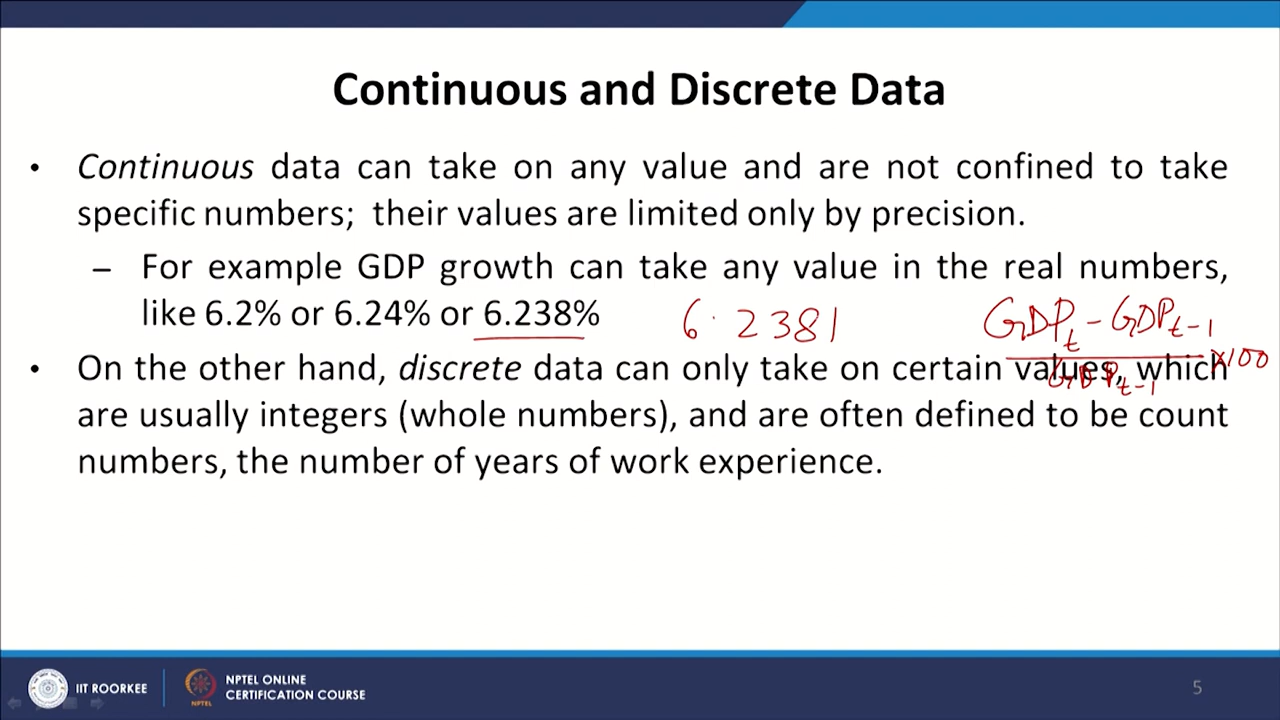 Continuous and Discrete Data
• Continuous data can take on any value and are not confined to take
specific numbers; their values are limited only by precision.
– For example GDP growth can take any value in the real numbers,
like 6.2% or 6.24% or 6.238%
6.2381
GDPt - GDPt-1
GDPt-1
×100
• On the other hand, discrete data can only take on certain values, which
are usually integers (whole numbers), and are often defined to be count
numbers, the number of years of work experience.
IIT ROORKEE
NPTEL
NPTEL ONLINE
CERTIFICATION COURSE
5